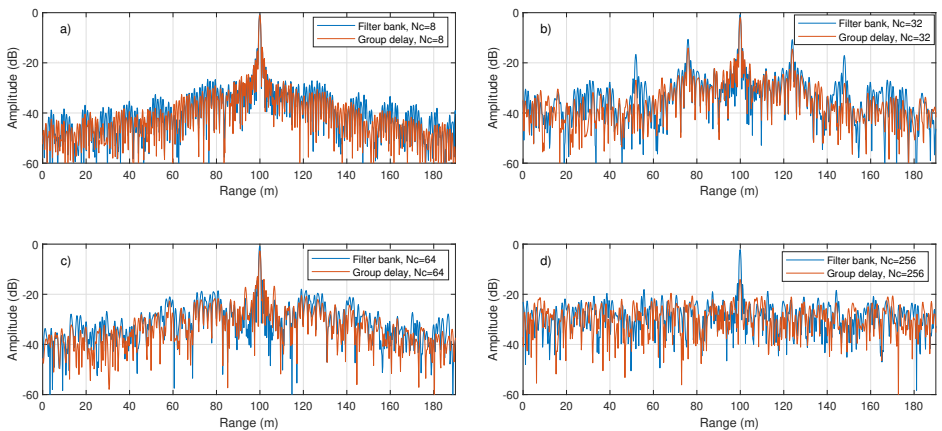 a)
Filter bank, Nc=8
Group delay, Nc=8
0
-20
-40
-60
Amplitude (dB)
0 20 40 60 80 100 120 140 160 180
Range (m)
b)
Filter bank, Nc=32
Group delay, Nc=32
0
-20
-40
-60
Amplitude (dB)
0 20 40 60 80 100 120 140 160 180
Range (m)
c)
Filter bank, Nc=64
Group delay, Nc=64
0
-20
-40
-60
Amplitude (dB)
0 20 40 60 80 100 120 140 160 180
Range (m)
d)
Filter bank, Nc=256
Group delay, Nc=256
0
-20
-40
-60
Amplitude (dB)
0 20 40 60 80 100 120 140 160 180
Range (m)